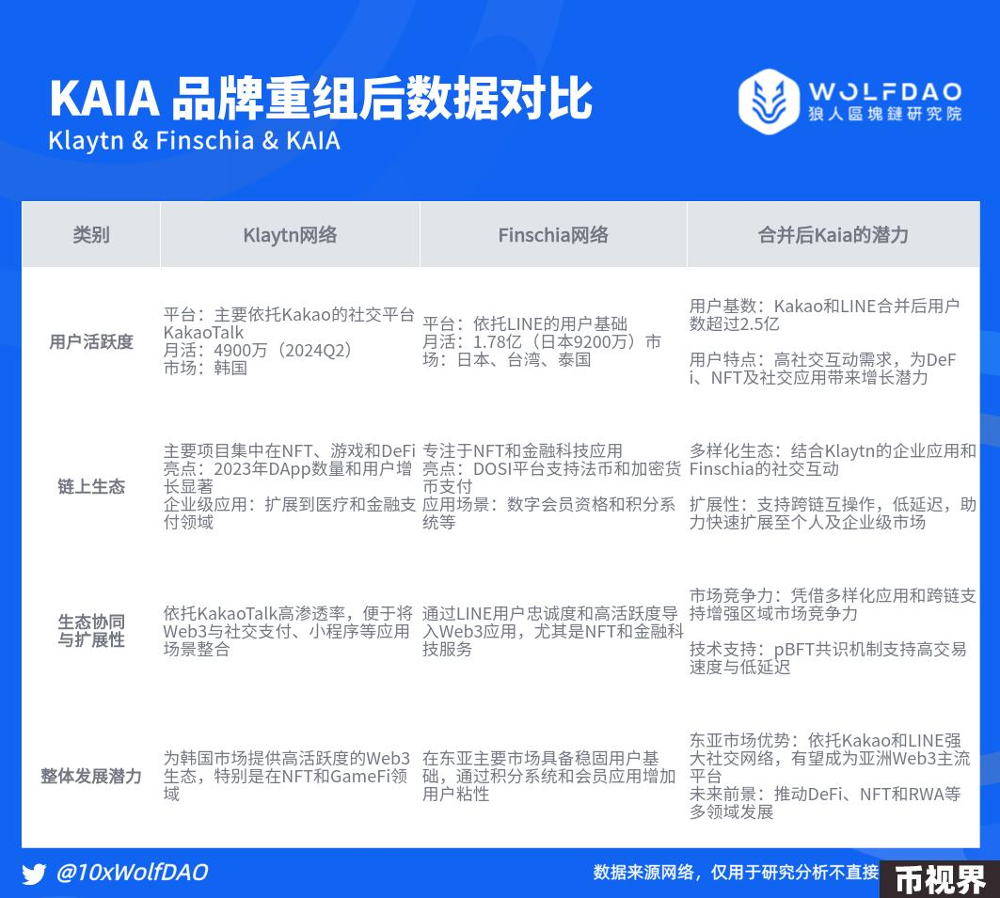 KAIA 品牌重组后数据对比
Klaytn & Finschia & KAIA
WOLFDAO
狼人區塊鏈研究院
类别
Klaytn网络
Finschia网络
合并后Kaia的潜力
用户活跃度
平台：主要依托Kakao的社交平台
KakaoTalk
月活：4900万（2024Q2）
市场：韩国
平台：依托LINE的用户基础
月活：1.78亿（日本9200万）市
场：日本、台湾、泰国
用户基数：Kakao和LINE合并后用户
数超过2.5亿
用户特点：高社交互动需求，为DeF
i、NFT及社交应用带来增长潜力
链上生态
主要项目集中在NFT、游戏和DeFi
亮点：2023年DApp数量和用户增
长显著
企业级应用：扩展到医疗和金融支
付领域
专注于NFT和金融科技应用
亮点：DOSI平台支持法币和加密货
币支付
应用场景：数字会员资格和积分系
统等
多样化生态：结合Klaytn的企业应用和
Finschia的社交互动
扩展性：支持跨链互操作，低延迟，助
力快速扩展至个人及企业级市场
生态协同
与扩展性
依托KakaoTalk高渗透率，便于将
Web3与社交支付、小程序等应用
场景整合
通过LINE用户忠诚度和高活跃度导
入Web3应用，尤其是NFT和金融科
技服务
市场竞争力：凭借多样化应用和跨链支
持增强区域市场竞争力
技术支持：pBFT共识机制支持高交易
速度与低延迟
整体发展潜力
为韩国市场提供高活跃度的Web3
生态，特别是在NFT和GameFi领
域
在东亚主要市场具备稳固用户基
础，通过积分系统和会员应用增加
用户粘性
东亚市场优势：依托Kakao和LINE强
大社交网络，有望成为亚洲Web3主流
平台
未来前景：推动DeFi、NFT和RWA等
多领域发展
@10xWolfDAO
数据来源网络，仅用于研究分析不直接
币视界